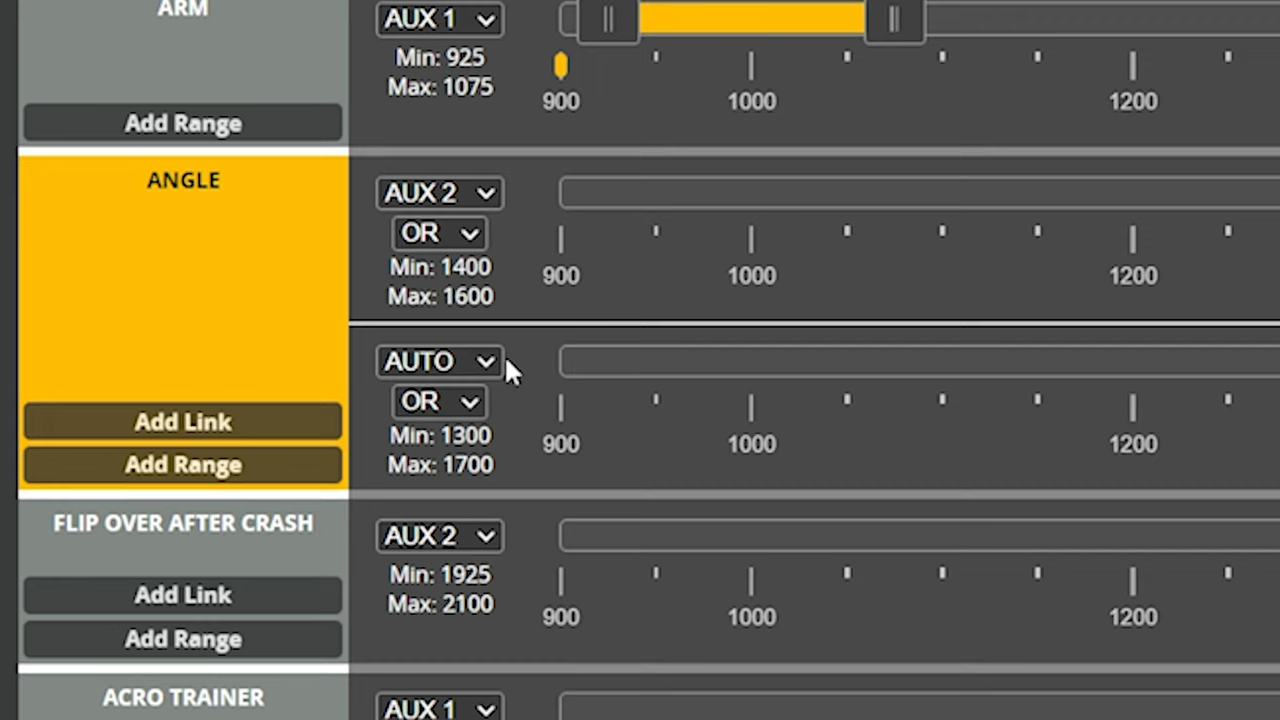 ARM
AUX 1
Min: 925
Max: 1075
900
1000
1200
Add Range
ANGLE
AUX 2
OR
Min: 1400
Max: 1600
900
1000
1200
AUTO
OR
Min: 1300
Max: 1700
900
1000
1200
Add Link
Add Range
FLIP OVER AFTER CRASH
AUX 2
Min: 1925
Max: 2100
900
1000
1200
Add Link
Add Range
ACRO TRAINER
AUX 1